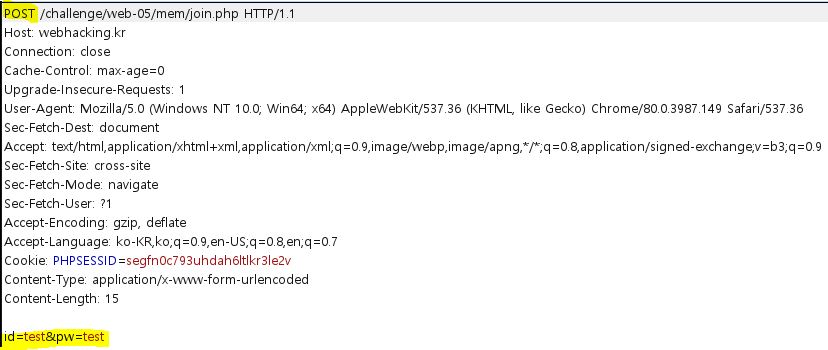 POST /challenge/web-05/mem/join.php HTTP/1.1
Host: webhacking.kr
Connection: close
Cache-Control: max-age=0
Upgrade-Insecure-Requests: 1
User-Agent: Mozilla/5.0 (Windows NT 10.0; Win64; x64) AppleWebKit/537.36 (KHTML, like Gecko) Chrome/80.0.3987.149 Safari/537.36
Sec-Fetch-Dest: document
Accept: text/html,application/xhtml+xml,application/xml;q=0.9,image/webp,image/apng,*/*;q=0.8,application/signed-exchange;v=b3;q=0.9
Sec-Fetch-Site: cross-site
Sec-Fetch-Mode: navigate
Sec-Fetch-User: ?1
Accept-Encoding: gzip, deflate
Accept-Language: ko-KR,ko;q=0.9,en-US;q=0.8,en;q=0.7
Cookie: PHPSESSID=segfn0c793uhdah6ltlkr3le2v
Content-Type: application/x-www-form-urlencoded
Content-Length: 15
id=test&pw=test